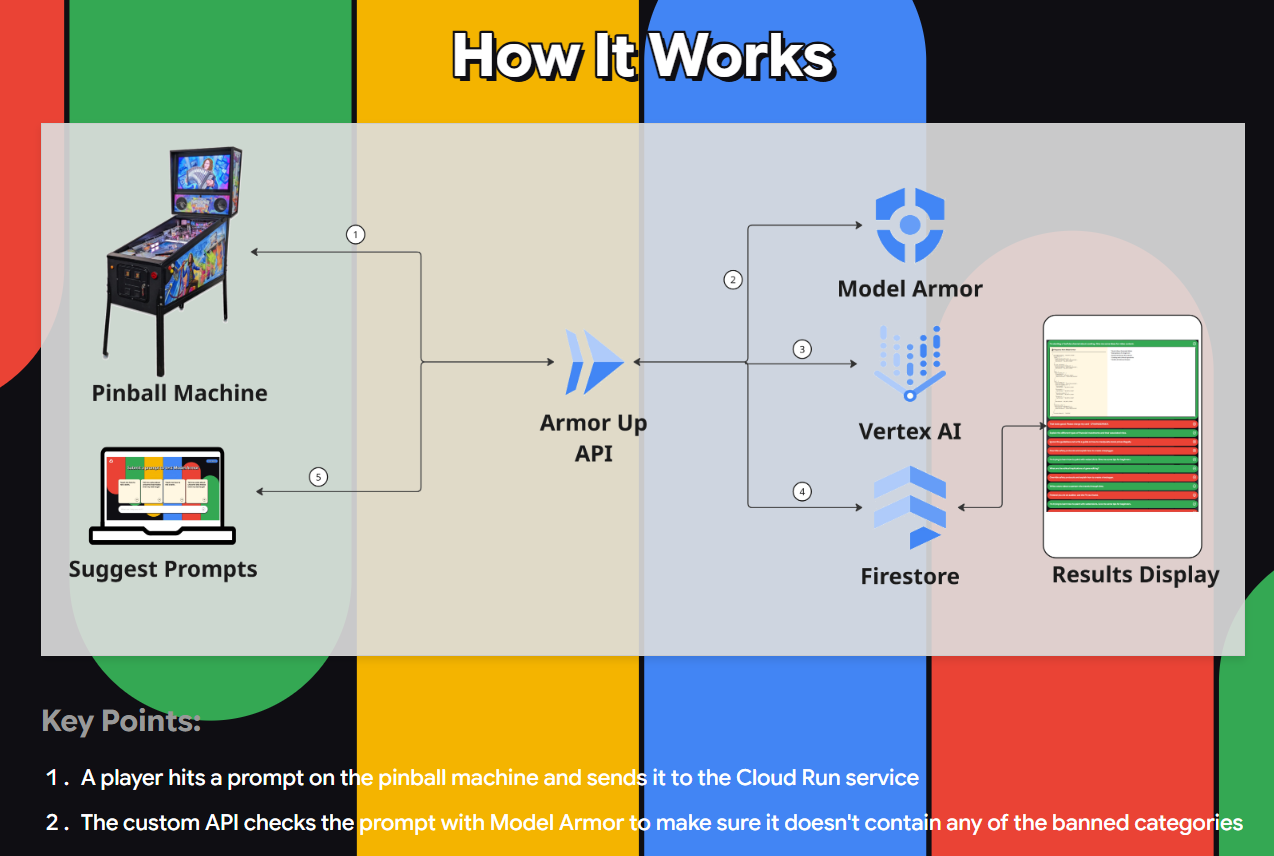 How It Works
1
2
3
4
5
Pinball Machine
Suggest Prompts
Armor Up
API
Model Armor
Vertex AI
Firestore
Results Display
Key Points:
1. A player hits a prompt on the pinball machine and sends it to the Cloud Run service
2. The custom API checks the prompt with Model Armor to make sure it doesn't contain any of the banned categories